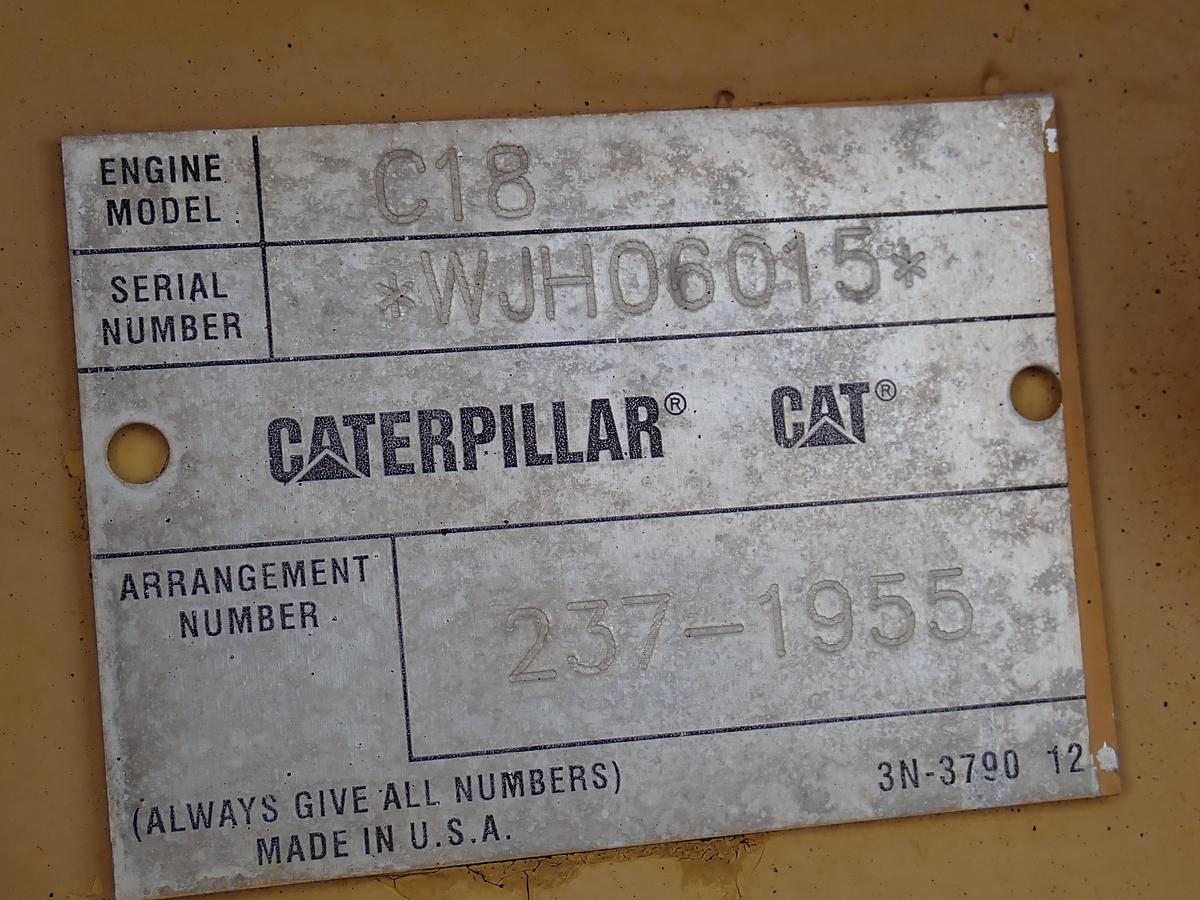 ENGINE MODEL C18
SERIAL NUMBER *WJH06015*
CATERPILLAR® CAT®
ARRANGEMENT NUMBER 237-1955
(ALWAYS GIVE ALL NUMBERS) 3N-3790 12
MADE IN U.S.A.